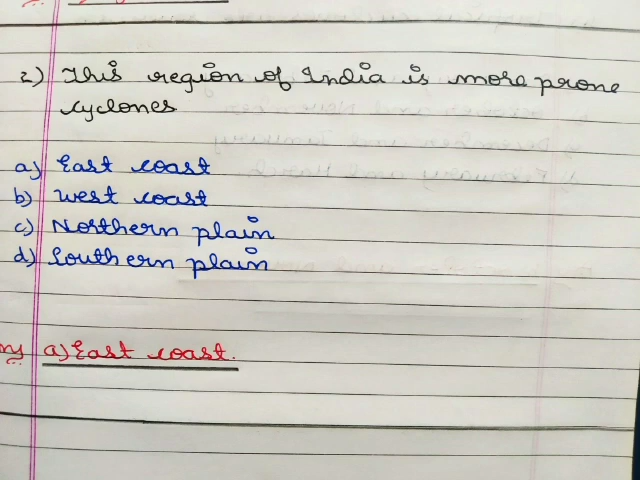 2) This region of India is more prone
cyclones
a) East coast
b) West coast
c) Northern plain
d) Southern plain
a) East coast.